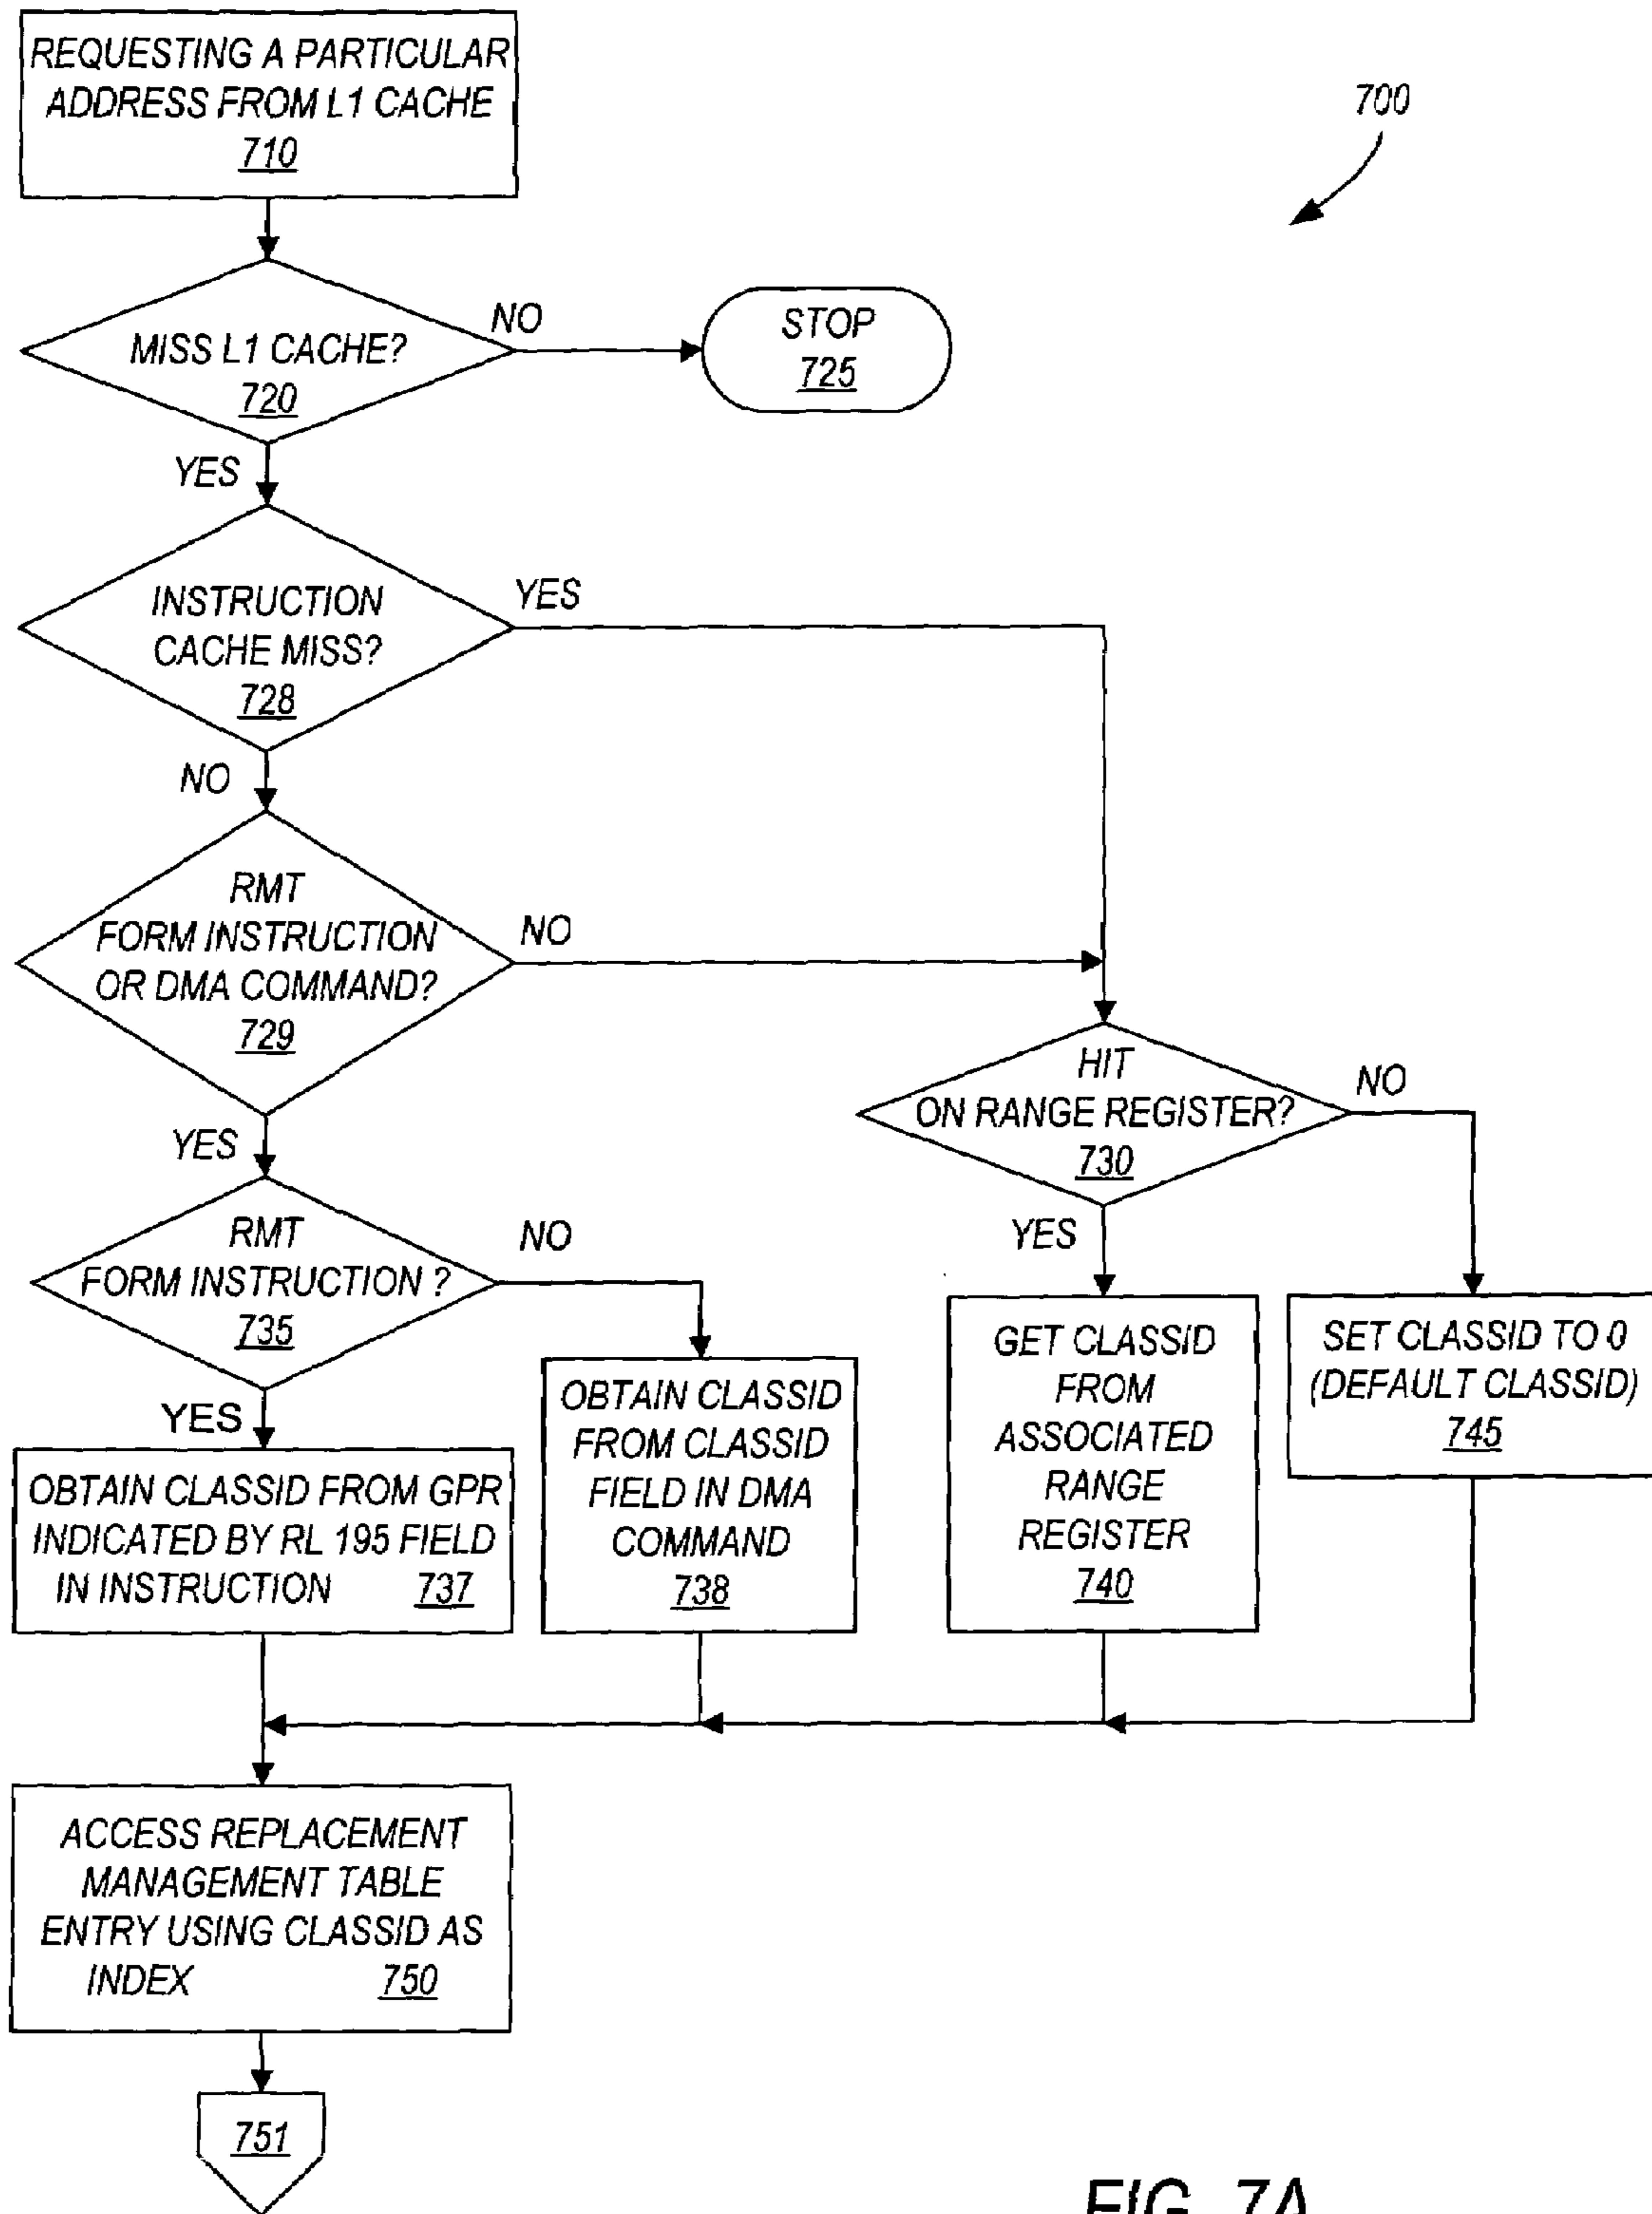 REQUESTING A PARTICULAR
ADDRESS FROM L1 CACHE
710
700
MISS L1 CACHE?
720
NO
STOP
725
YES
INSTRUCTION
CACHE MISS?
728
YES
NO
RMT
FORM INSTRUCTION
OR DMA COMMAND?
729
NO
YES
HIT
ON RANGE REGISTER?
730
NO
YES
RMT
FORM INSTRUCTION ?
735
NO
YES
OBTAIN CLASSID FROM GPR
INDICATED BY RL 195 FIELD
IN INSTRUCTION 737
OBTAIN CLASSID
FROM CLASSID
FIELD IN DMA
COMMAND
738
GET CLASSID
FROM
ASSOCIATED
RANGE
REGISTER
740
SET CLASSID TO 0
(DEFAULT CLASSID)
745
ACCESS REPLACEMENT
MANAGEMENT TABLE
ENTRY USING CLASSID AS
INDEX 750
751
FIG. 7A